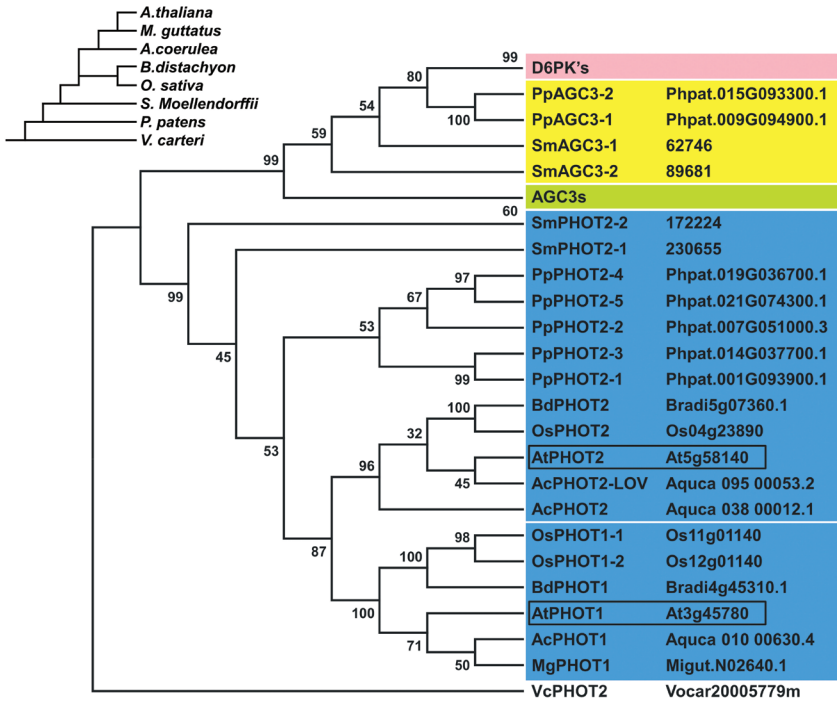 A.thaliana
M. guttatus
A.coerulea
B.distachyon
O. sativa
S. Moellendorffii
P. patens
V. carteri
99
D6PK's
80
PpAGC3-2 Phpat.015G093300.1
54
100
PpAGC3-1 Phpat.009G094900.1
59
SmAGC3-1 62746
99
SmAGC3-2 89681
AGC3s
60
SmPHOT2-2 172224
99
SmPHOT2-1 230655
45
97
PpPHOT2-4 Phpat.019G036700.1
67
PpPHOT2-5 Phpat.021G074300.1
53
PpPHOT2-2 Phpat.007G051000.3
PpPHOT2-3 Phpat.014G037700.1
99
PpPHOT2-1 Phpat.001G093900.1
53
100
BdPHOT2 Bradi5g07360.1
32
OsPHOT2 Os04g23890
96
AtPHOT2 At5g58140
45
AcPHOT2-LOV Aquca 095 00053.2
AcPHOT2 Aquca 038 00012.1
87
98
OsPHOT1-1 Os11g01140
100
OsPHOT1-2 Os12g01140
BdPHOT1 Bradi4g45310.1
100
AtPHOT1 At3g45780
71
AcPHOT1 Aquca 010 00630.4
50
MgPHOT1 Migut.N02640.1
VcPHOT2 Vocar20005779m